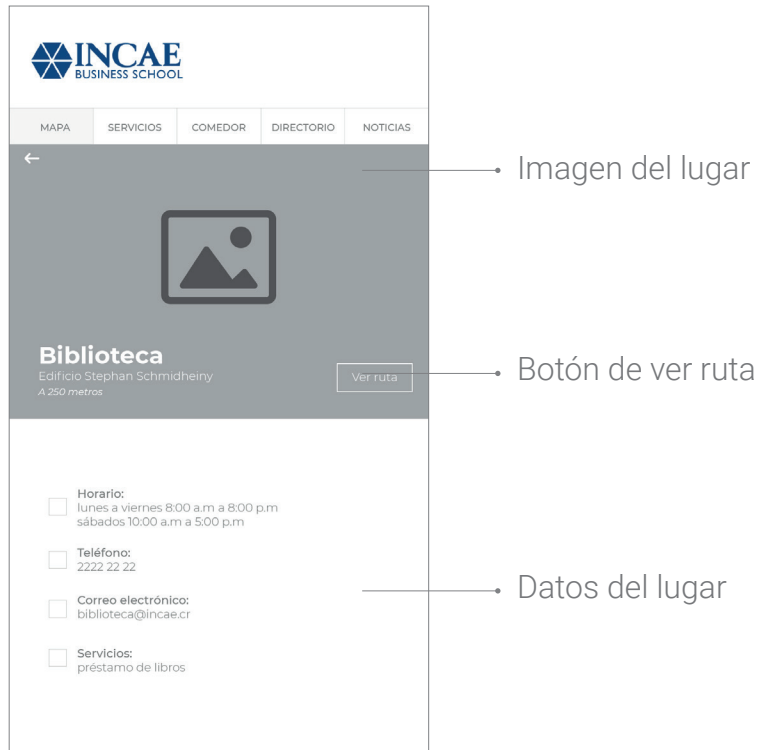 INCAE
BUSINESS SCHOOL
MAPA SERVICIOS COMEDOR DIRECTORIO NOTICIAS
Imagen del lugar
Biblioteca
Edificio Stephan Schmidheiny
A 250 metros
Ver ruta
Botón de ver ruta
Horario:
lunes a viernes 8:00 a.m a 8:00 p.m
sábados 10:00 a.m a 5:00 p.m
Teléfono:
2222 22 22
Correo electrónico:
biblioteca@incae.cr
Datos del lugar
Servicios:
préstamo de libros